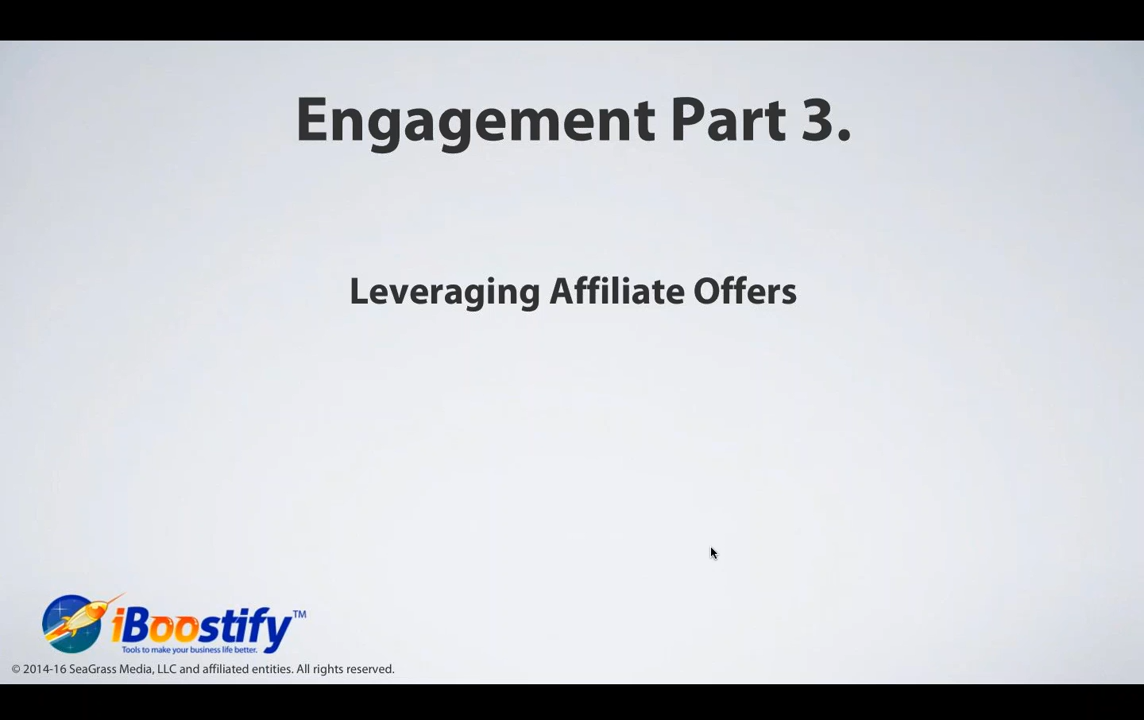 Engagement Part 3.
Leveraging Affiliate Offers
iBoostify™
Tools to make your business life better.
© 2014-16 SeaGrass Media, LLC and affiliated entities. All rights reserved.